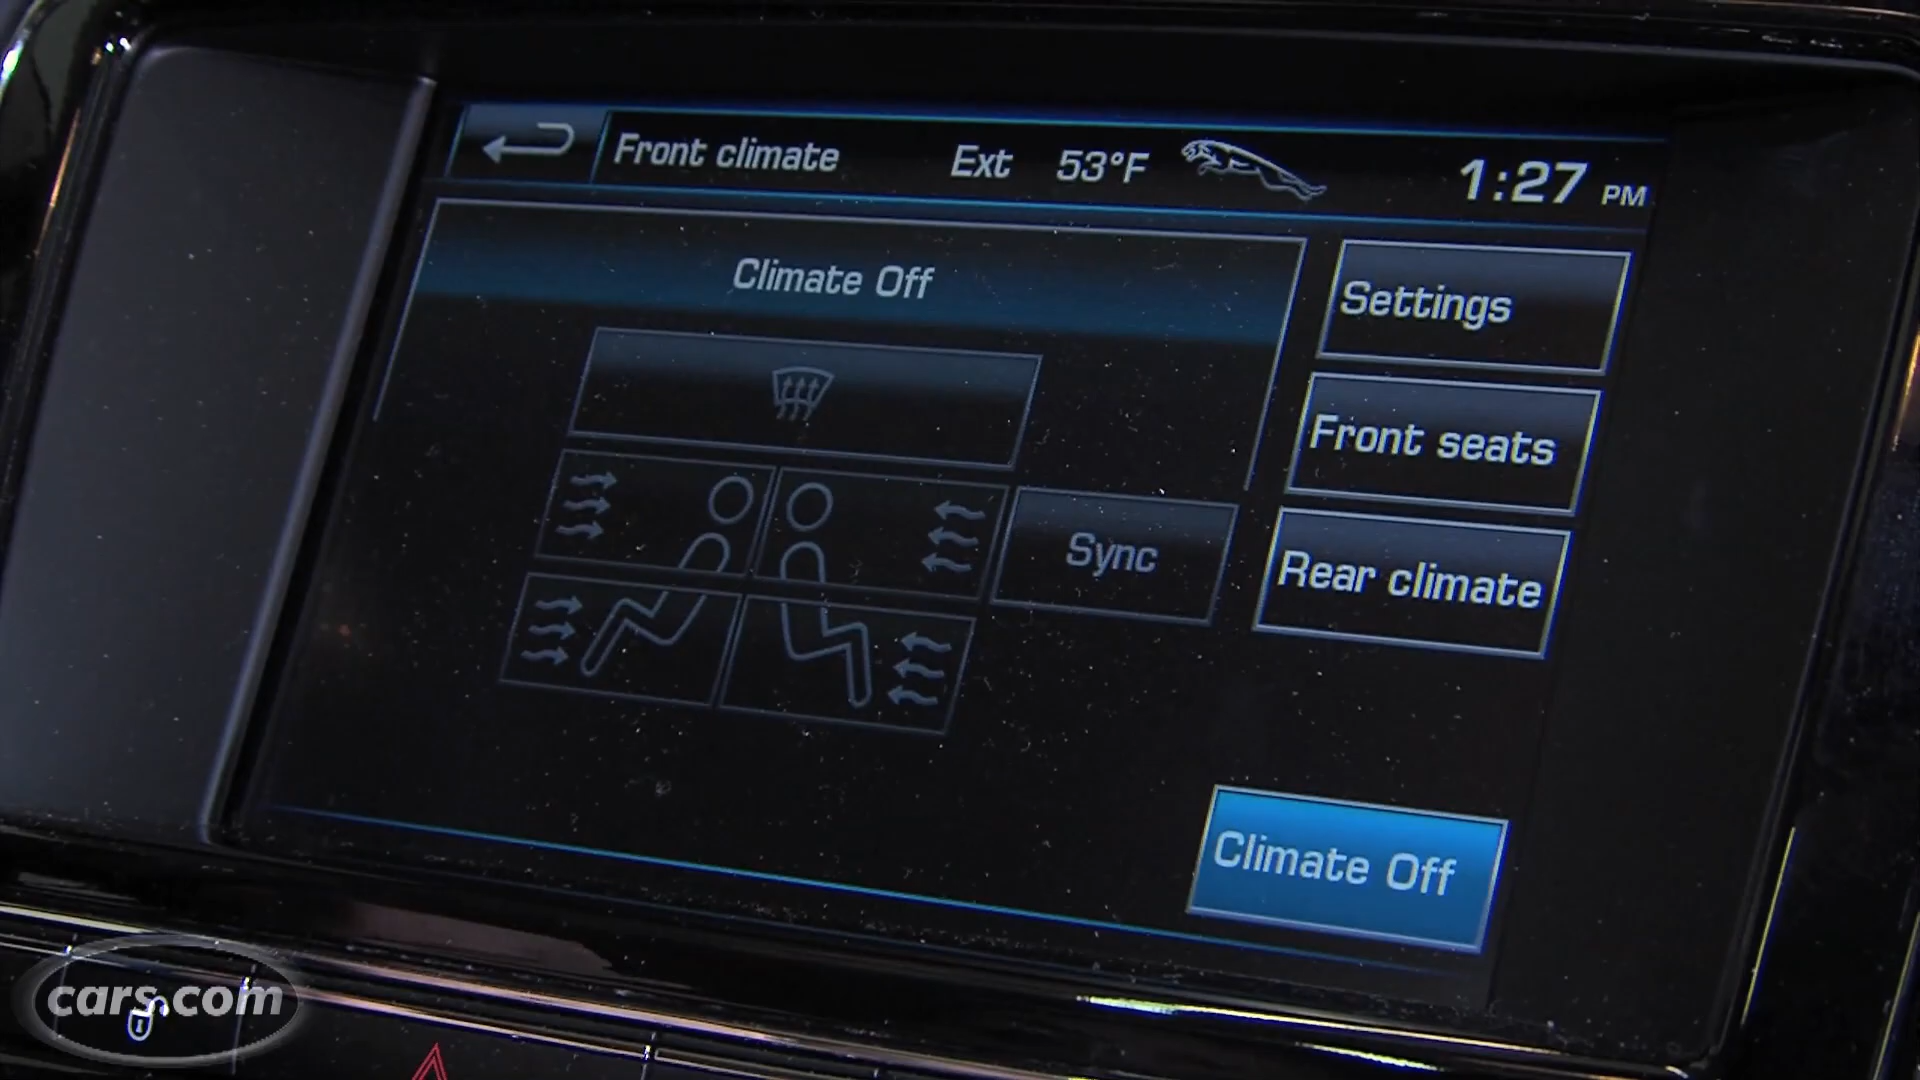 Front climate
Ext 53°F
1:27 PM
Climate Off
Settings
Front seats
Sync
Rear climate
Climate Off
cars.com